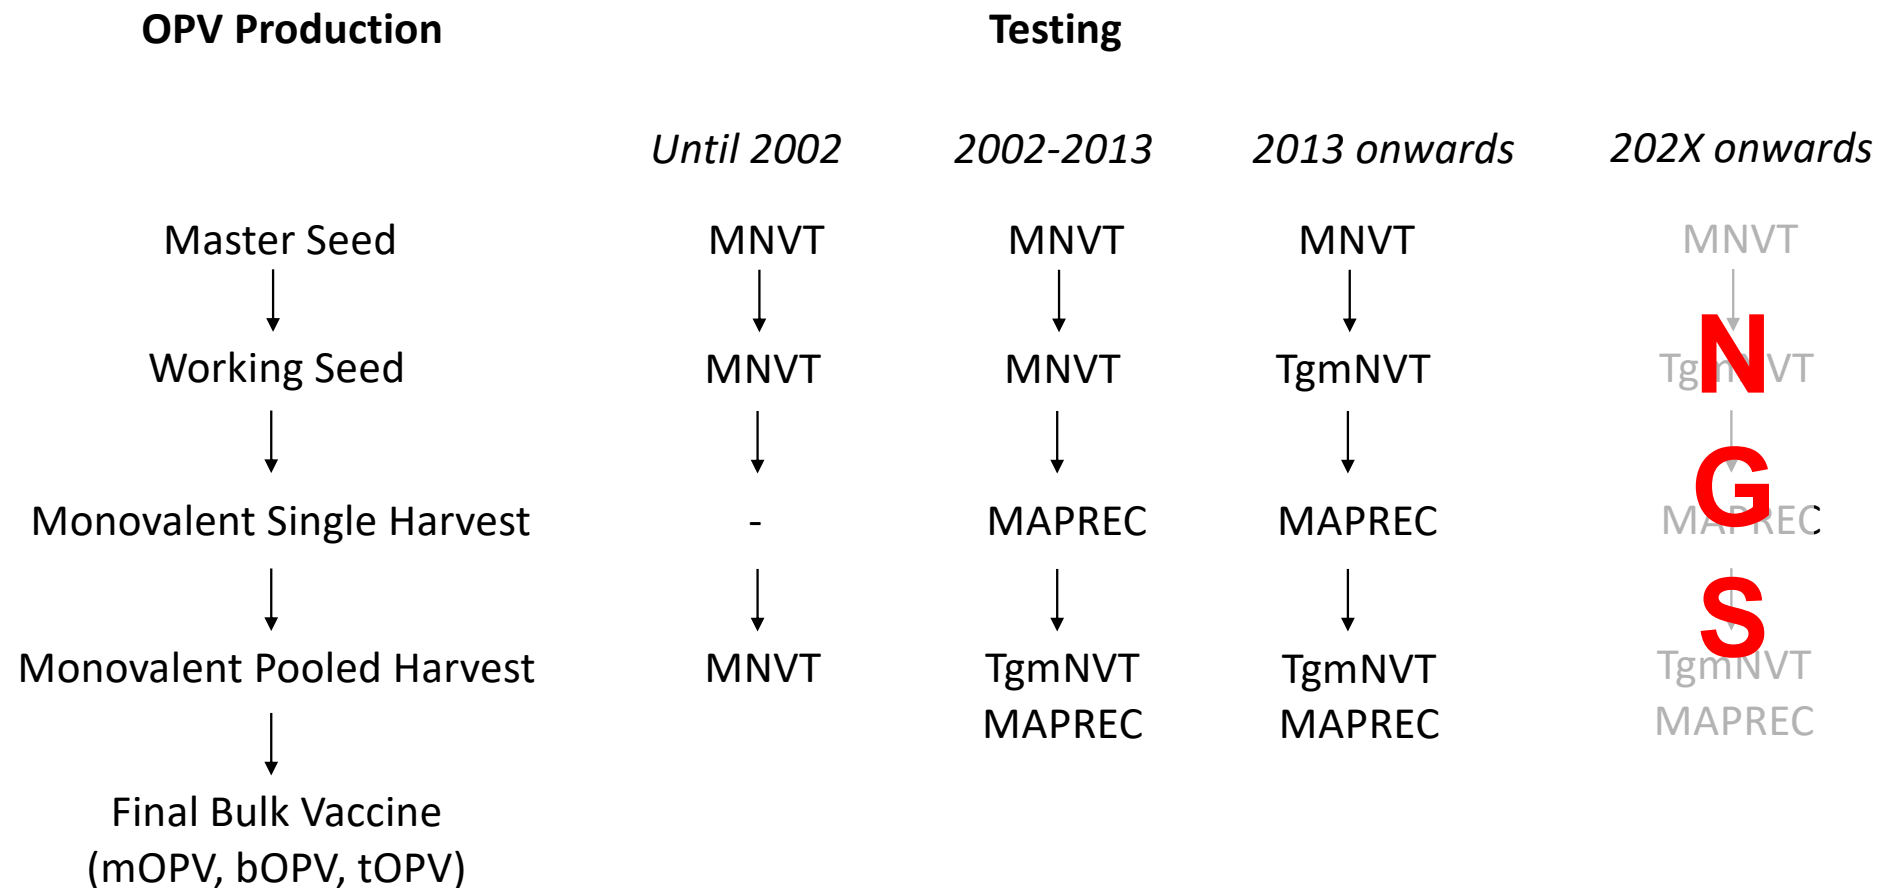 OPV Production Testing
Until 2002 2002-2013 2013 onwards 202X onwards
Master Seed MNVT MNVT MNVT MNVT
Working Seed MNVT MNVT TgmNVT TgmNVT
N
G
S
Monovalent Single Harvest - MAPREC MAPREC MAPREC
Monovalent Pooled Harvest MNVT TgmNVT TgmNVT TgmNVT
MAPREC MAPREC MAPREC
Final Bulk Vaccine
(mOPV, bOPV, tOPV)